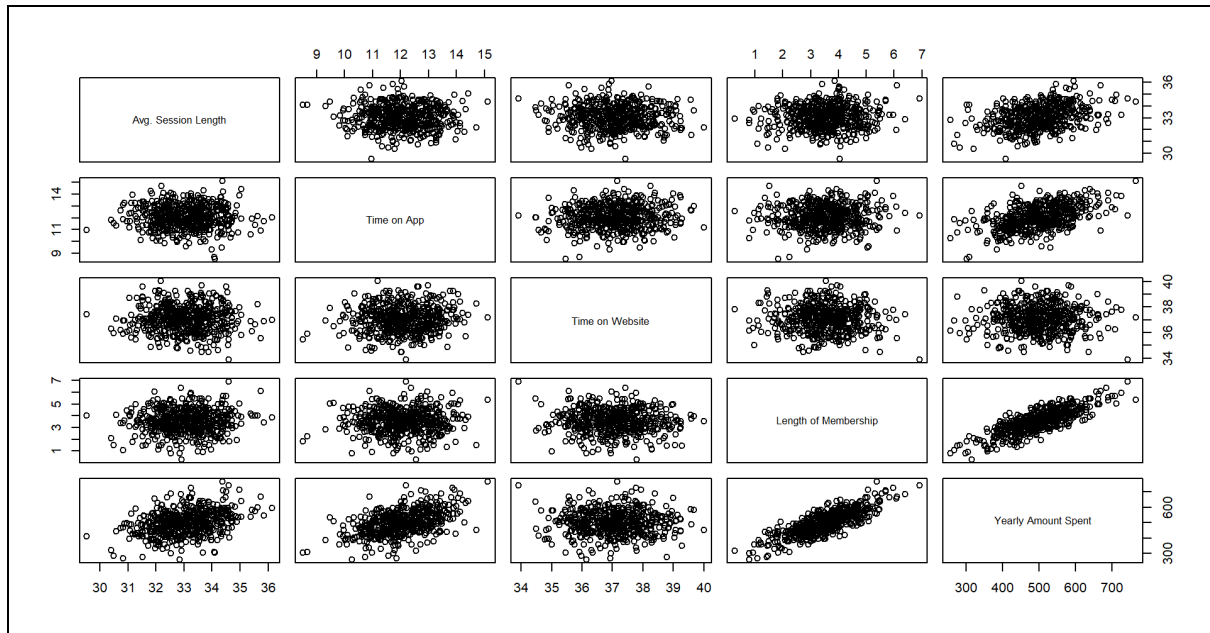 9 10 11 12 13 14 15
1 2 3 4 5 6 7
Avg. Session Length
30 33 36
9 11 14
Time on App
Time on Website
34 36 38 40
1 3 5 7
Length of Membership
Yearly Amount Spent
300 600
30 31 32 33 34 35 36
34 35 36 37 38 39 40
300 400 500 600 700